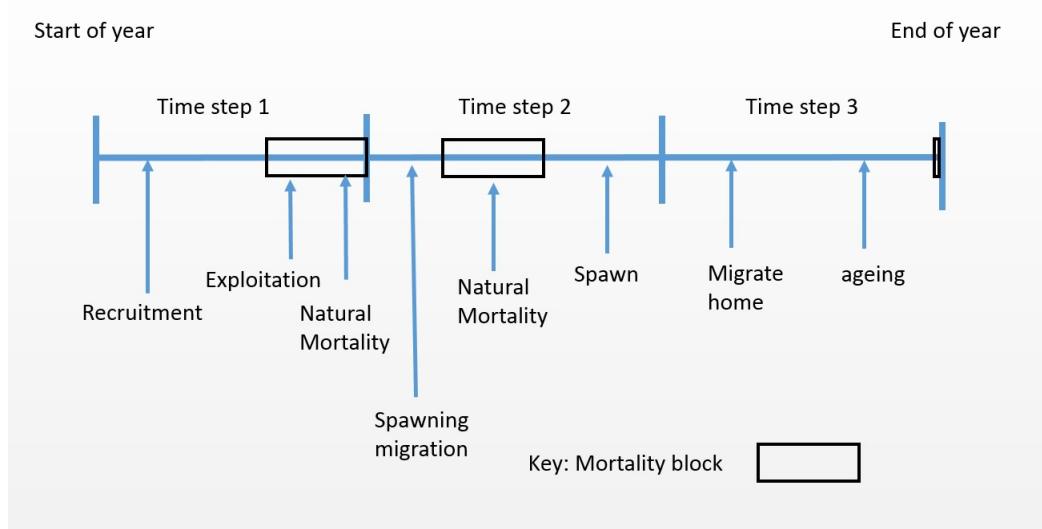 Start of year
End of year
Time step 1
Time step 2
Time step 3
Recruitment
Exploitation
Natural
Mortality
Spawning
migration
Natural
Mortality
Spawn
Migrate
home
ageing
Key: Mortality block